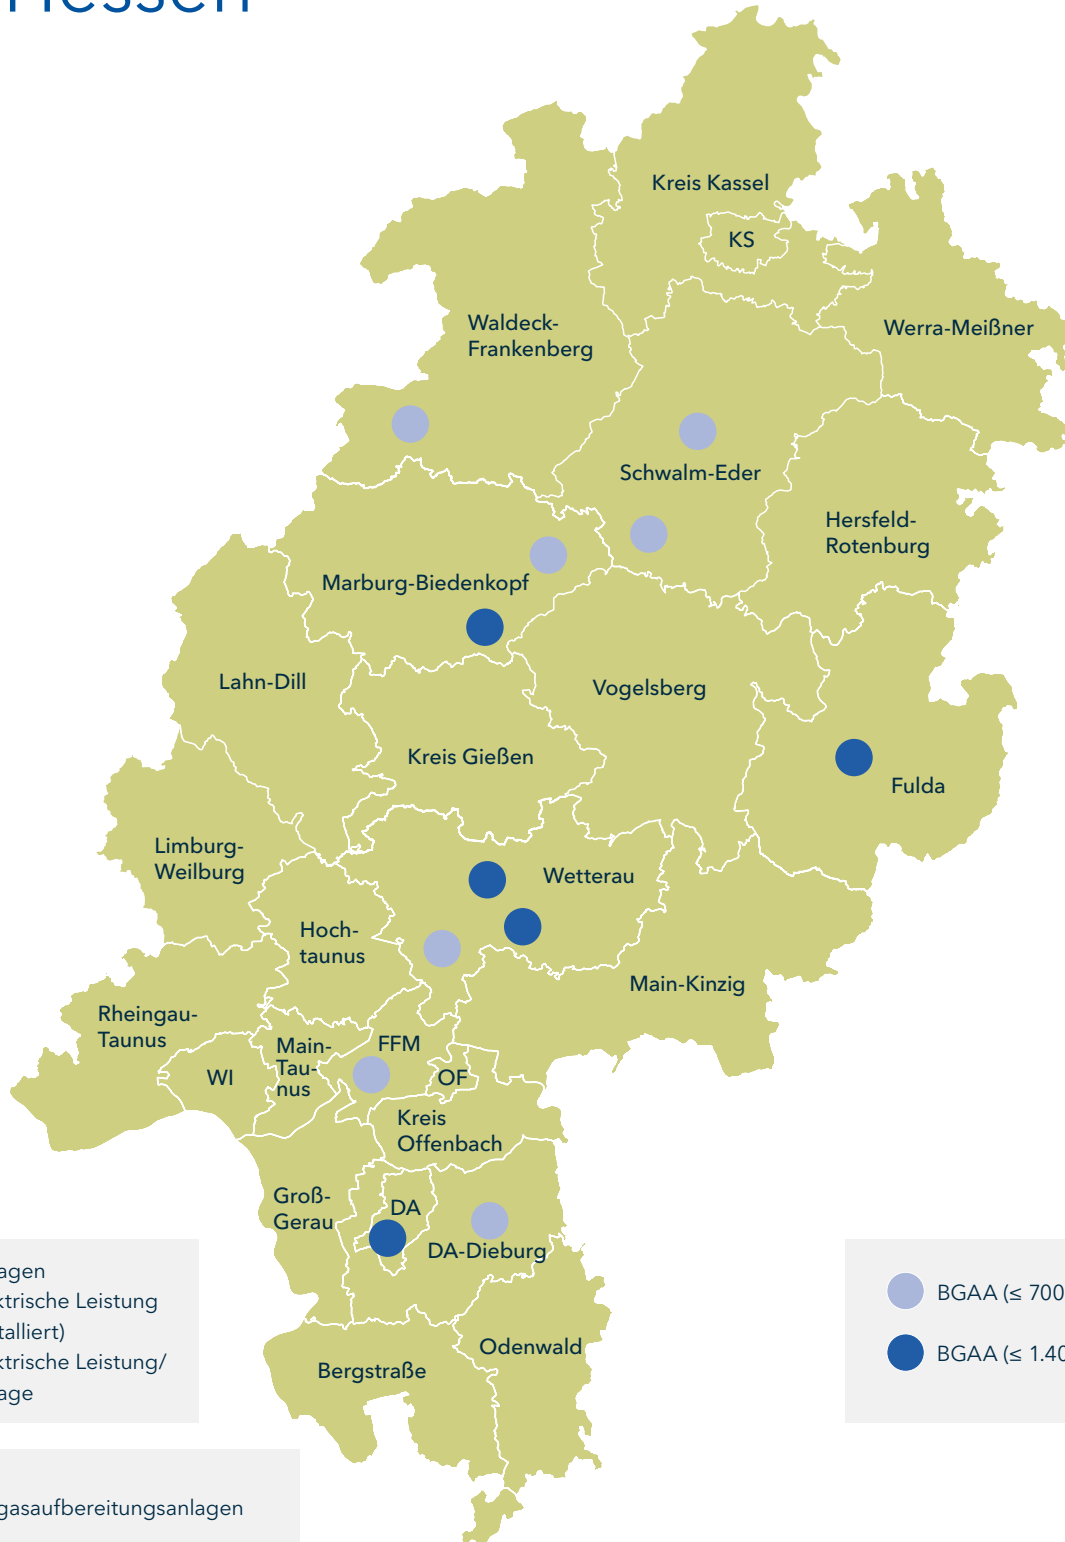 Hessen
Kreis Kassel
KS
Waldeck-
Frankenberg
Werra-Meißner
Schwalm-Eder
Hersfeld-
Rotenburg
Marburg-Biedenkopf
Lahn-Dill
Vogelsberg
Kreis Gießen
Fulda
Limburg-
Weilburg
Wetterau
Hoch-
taunus
Main-Kinzig
Rheingau-
Taunus
Main-
Tau-
nus
FFM
WI
OF
Kreis
Offenbach
Groß-
Gerau
DA
DA-Dieburg
Odenwald
Bergstraße
agen
ktrische Leistung
talliert)
ktrische Leistung/
age
gasaufbereitungsanlagen
BGAA (≤ 700
BGAA (≤ 1.40